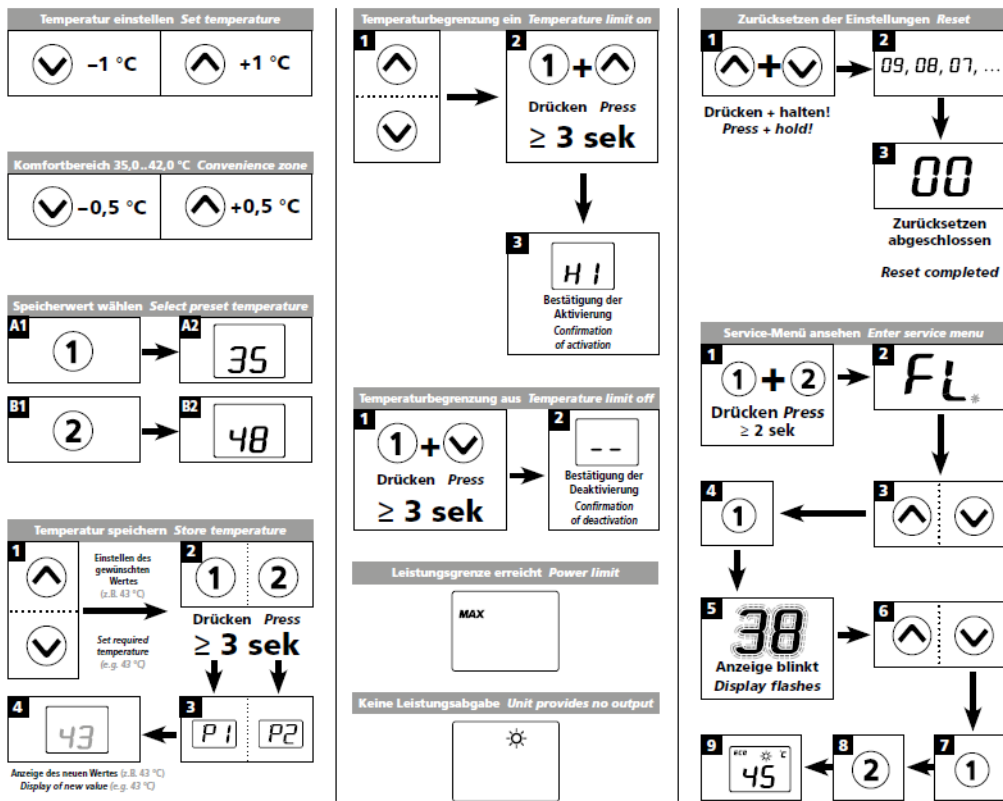 Temperatur einstellen Set temperature
–1 °C
+1 °C
Komfortbereich 35,0..42,0 °C Convenience zone
–0,5 °C
+0,5 °C
Speicherwert wählen Select preset temperature
A1
1
A2
35
B1
2
B2
48
Temperatur speichern Store temperature
1
Einstellen des
gewünschten
Wertes
(z.B. 43 °C)
Set required
temperature
(e.g. 43 °C)
2
1
2
Drücken Press
≥ 3 sek
3
P1
P2
4
43
Anzeige des neuen Wertes (z.B. 43 °C)
Display of new value (e.g. 43 °C)
Temperaturbegrenzung ein Temperature limit on
1
2
1 +
Drücken Press
≥ 3 sek
3
HI
Bestätigung der
Aktivierung
Confirmation
of activation
Temperaturbegrenzung aus Temperature limit off
1
1 +
Drücken Press
≥ 3 sek
2
– –
Bestätigung der
Deaktivierung
Confirmation
of deactivation
Leistungsgrenze erreicht Power limit
MAX
Keine Leistungsabgabe Unit provides no output
Zurücksetzen der Einstellungen Reset
1
+
Drücken + halten!
Press + hold!
2
09, 08, 07, ...
3
00
Zurücksetzen
abgeschlossen
Reset completed
Service-Menü ansehen Enter service menu
1
1 + 2
Drücken Press
≥ 2 sek
2
FL
3
4
1
5
38
Anzeige blinkt
Display flashes
6
7
1
8
2
9
eco °C
45